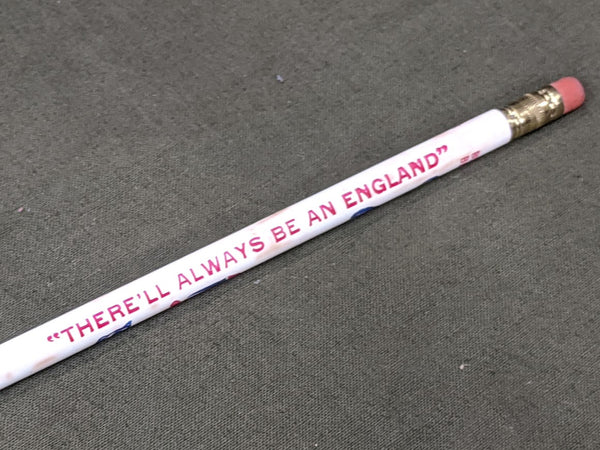 “THERE'LL ALWAYS BE AN ENGLAND”